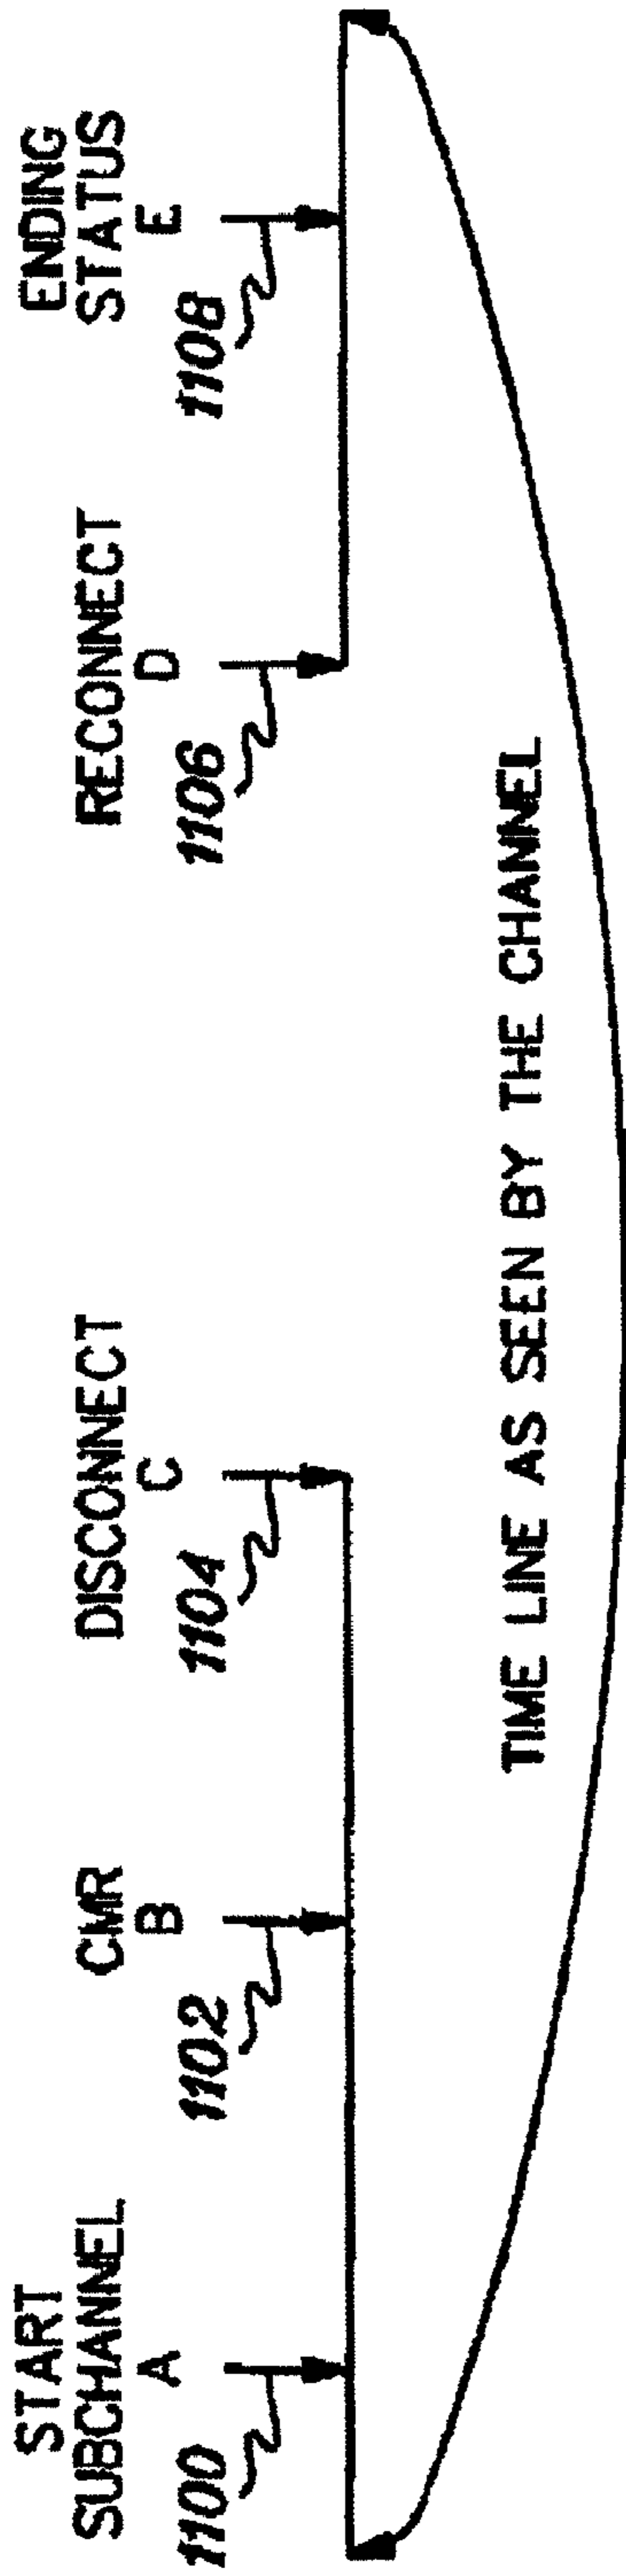 START
SUBCHANNEL
A
1100
CMR
B
1102
DISCONNECT
C
1104
RECONNECT
D
1106
ENDING
STATUS
E
1108
TIME LINE AS SEEN BY THE CHANNEL